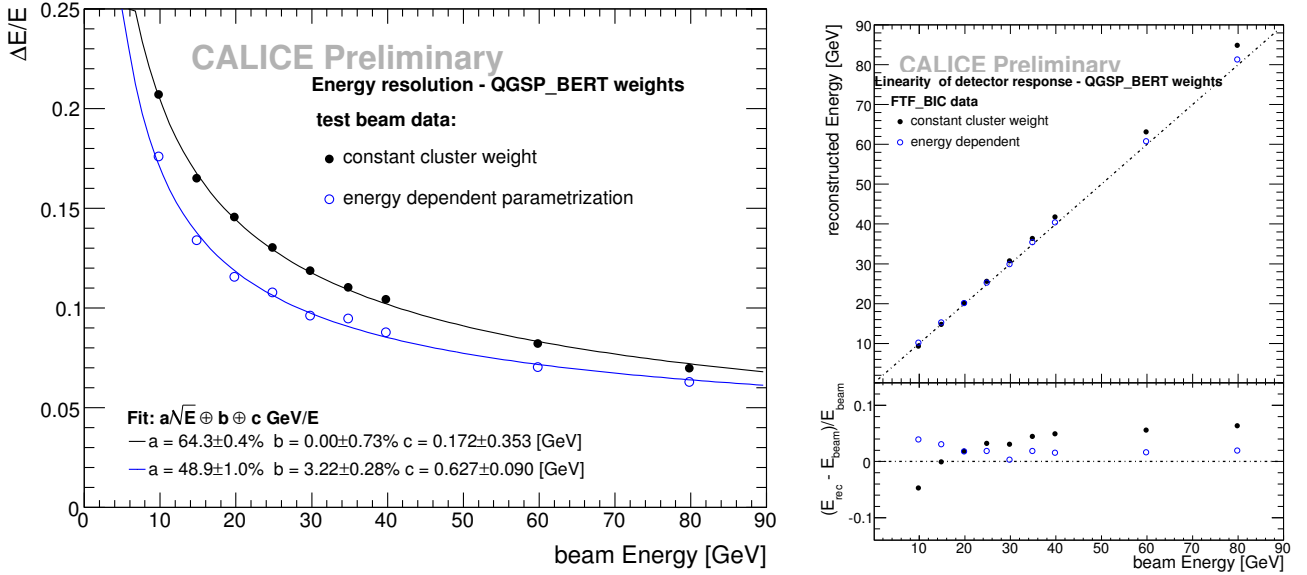 ΔE/E
0.25
0.2
0.15
0.1
0.05
0
CALICE Preliminary
Energy resolution - QGSP_BERT weights
test beam data:
constant cluster weight
energy dependent parametrization
Fit: a/√E ⊕ b ⊕ c GeV/E
a = 64.3±0.4% b = 0.00±0.73% c = 0.172±0.353 [GeV]
a = 48.9±1.0% b = 3.22±0.28% c = 0.627±0.090 [GeV]
0 10 20 30 40 50 60 70 80 90
beam Energy [GeV]
reconstructed Energy [GeV]
90
80
70
60
50
40
30
20
10
CALICE Preliminary
Linearity of detector response - QGSP_BERT weights
FTF_BIC data
constant cluster weight
energy dependent
(E_rec - E_beam)/E_beam
0.1
0
-0.1
10 20 30 40 50 60 70 80 90
beam Energy [GeV]